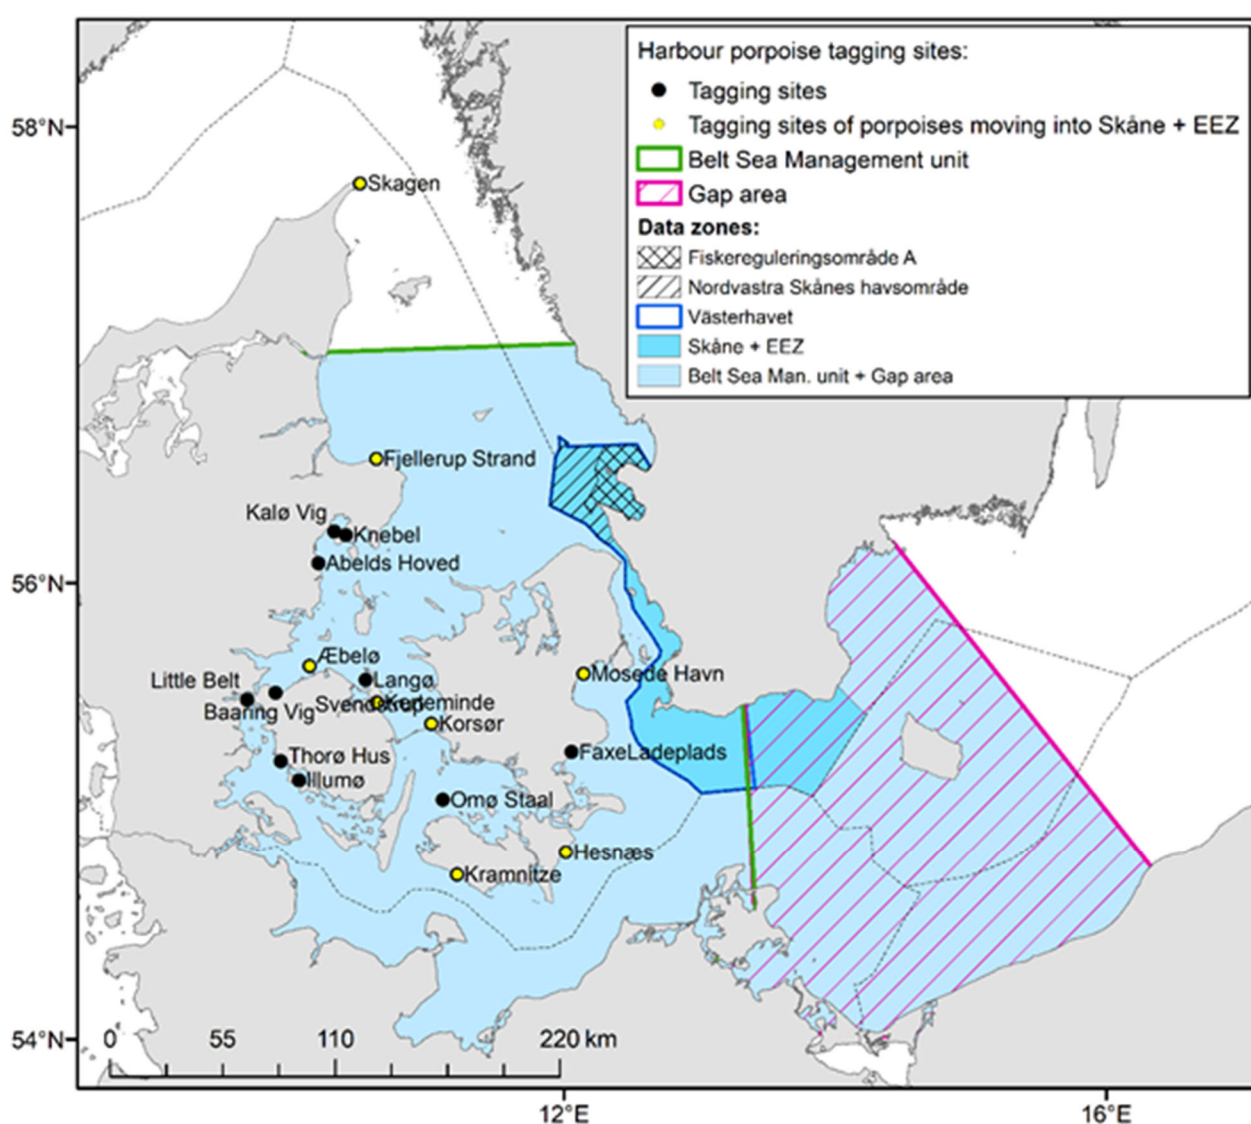 Harbour porpoise tagging sites:
Tagging sites
Tagging sites of porpoises moving into Skåne + EEZ
Belt Sea Management unit
Gap area
Data zones:
Fiskereguleringsområde A
Nordvastra Skånes havsområde
Västerhavet
Skåne + EEZ
Belt Sea Man. unit + Gap area
58°N
Skagen
Fjellerup Strand
Kalø Vig
Knebel
Abelds Hoved
56°N
Æbelø
Little Belt
Langø
Mosede Havn
Baaring Vig
Kerteminde
Korsør
Thorø Hus
FaxeLadeplads
Illumø
Omø Staal
Hesnæs
Kramnitze
54°N
0 55 110 220 km
12°E 16°E